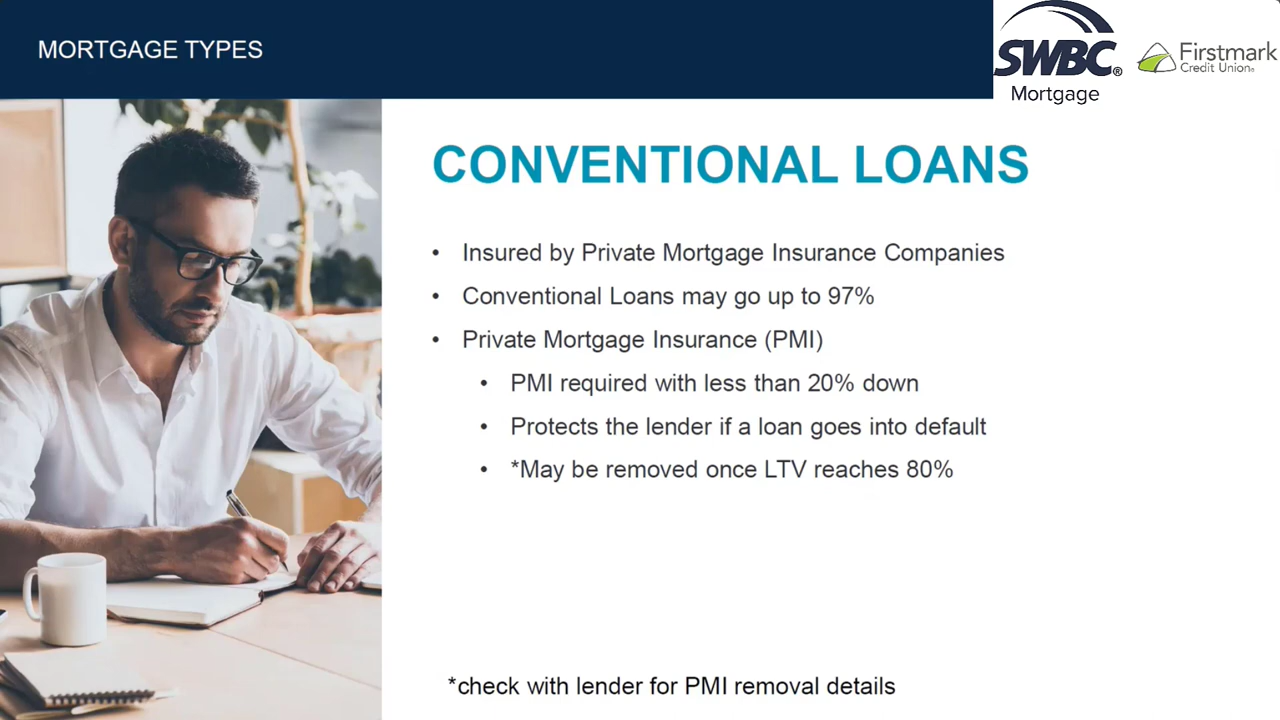 MORTGAGE TYPES
SWBC®
Mortgage
Firstmark
Credit Union®
CONVENTIONAL LOANS
• Insured by Private Mortgage Insurance Companies
• Conventional Loans may go up to 97%
• Private Mortgage Insurance (PMI)
• PMI required with less than 20% down
• Protects the lender if a loan goes into default
• *May be removed once LTV reaches 80%
*check with lender for PMI removal details